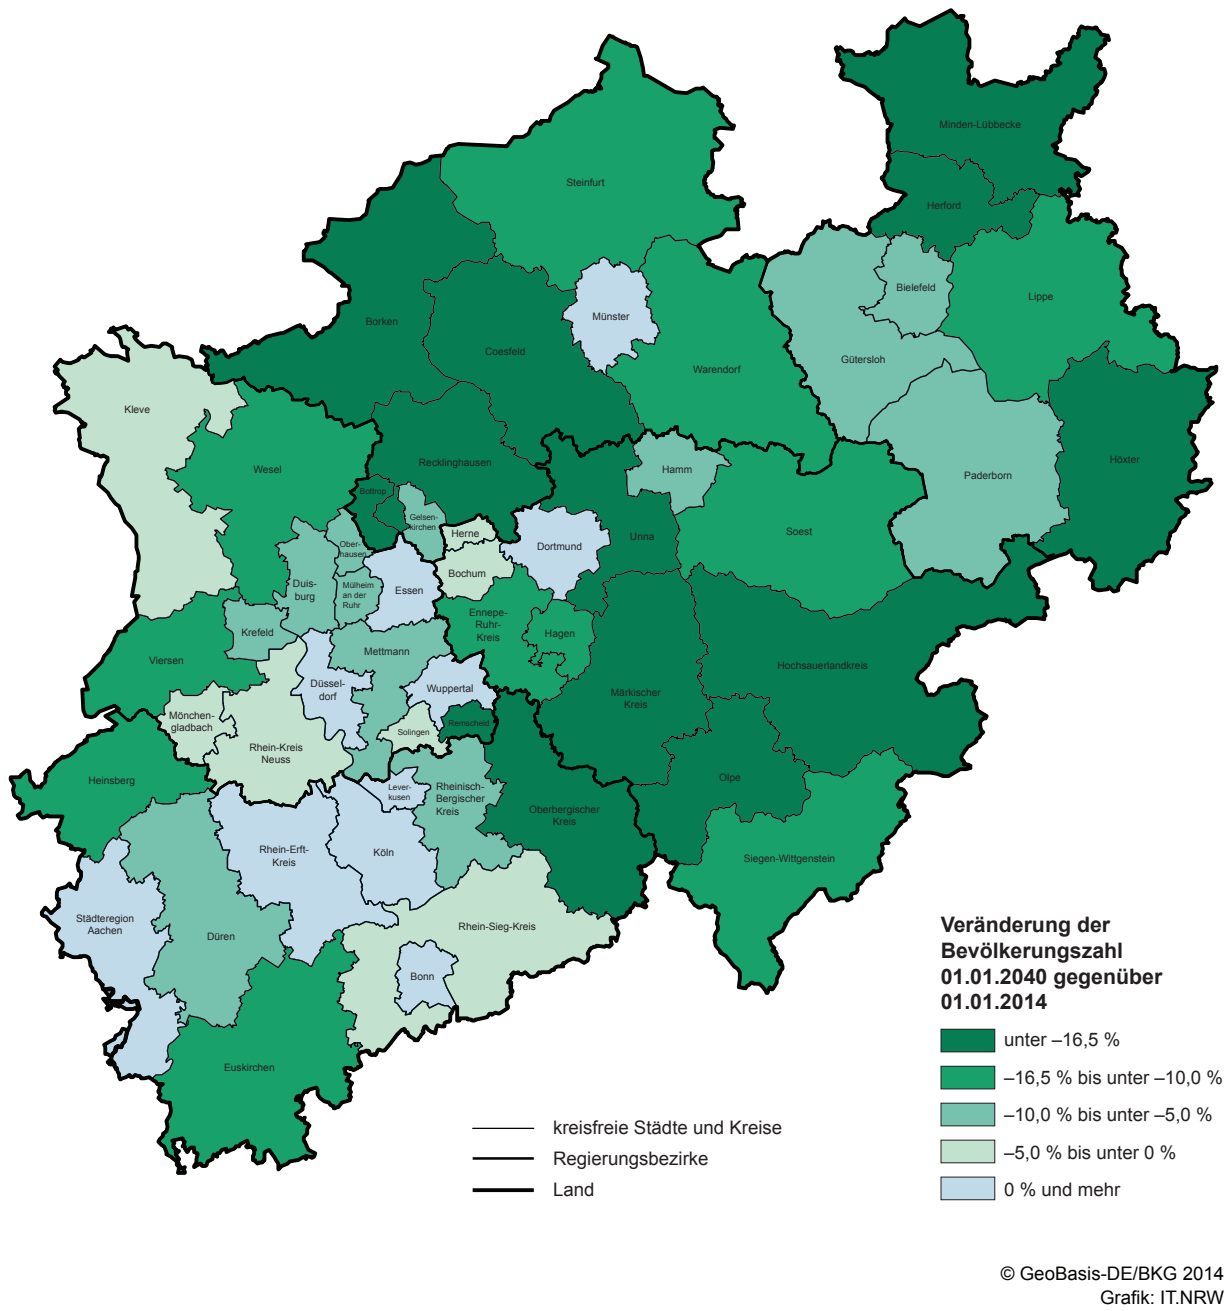 Minden-Lübbecke
Steinfurt
Herford
Bielefeld
Lippe
Münster
Borken
Coesfeld
Gütersloh
Warendorf
Kleve
Wesel
Recklinghausen
Hamm
Paderborn
Höxter
Bottrop
Gelsen-
kirchen
Herne
Soest
Unna
Dortmund
Ober-
hausen
Bochum
Duis-
burg
Mülheim
an der
Ruhr
Essen
Ennepe-
Ruhr-
Kreis
Hagen
Krefeld
Mettmann
Viersen
Hochsauerlandkreis
Düssel-
dorf
Wuppertal
Märkischer
Kreis
Mönchen-
gladbach
Solingen
Remscheid
Rhein-Kreis
Neuss
Heinsberg
Olpe
Lever-
kusen
Rheinisch-
Bergischer
Kreis
Oberbergischer
Kreis
Rhein-Erft-
Kreis
Köln
Siegen-Wittgenstein
Städteregion
Aachen
Düren
Rhein-Sieg-Kreis
Bonn
Euskirchen
Veränderung der
Bevölkerungszahl
01.01.2040 gegenüber
01.01.2014
unter –16,5 %
–16,5 % bis unter –10,0 %
–10,0 % bis unter –5,0 %
–5,0 % bis unter 0 %
0 % und mehr
kreisfreie Städte und Kreise
Regierungsbezirke
Land
© GeoBasis-DE/BKG 2014
Grafik: IT.NRW